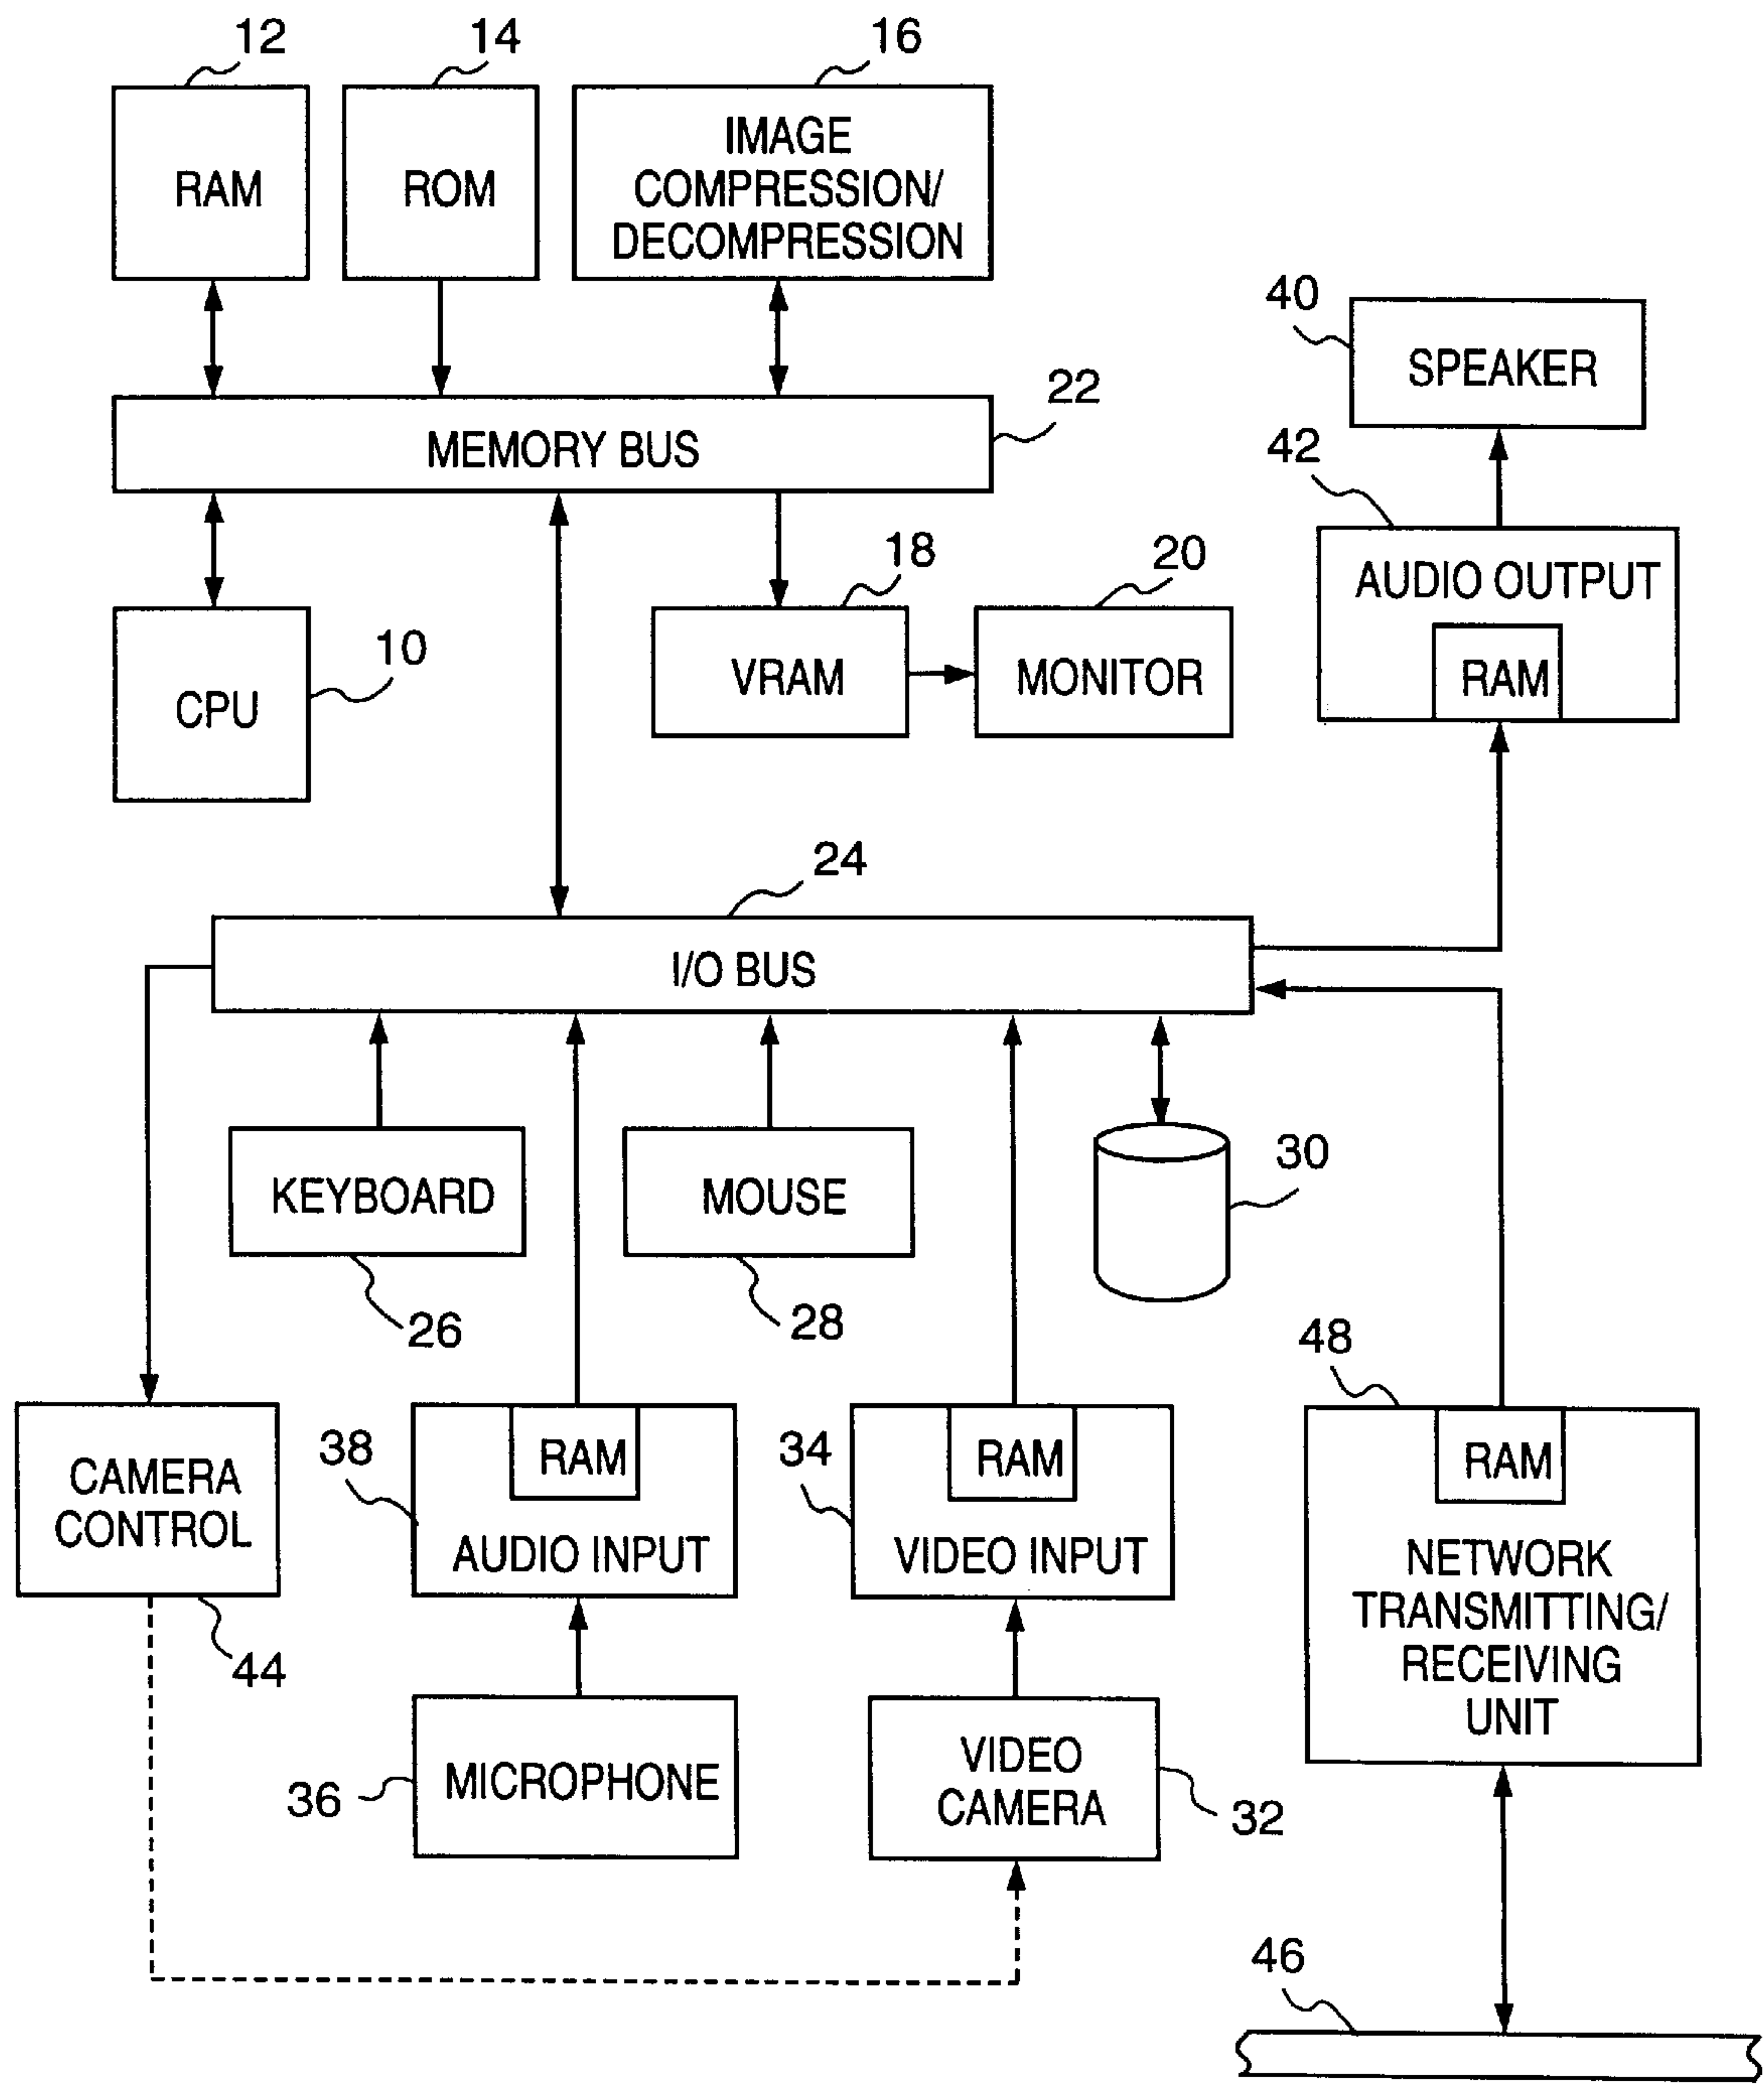 12
14
16
RAM
ROM
IMAGE
COMPRESSION/
DECOMPRESSION
40
SPEAKER
22
MEMORY BUS
42
AUDIO OUTPUT
RAM
18
20
VRAM
MONITOR
10
CPU
24
I/O BUS
KEYBOARD
26
MOUSE
28
30
48
CAMERA
CONTROL
44
38
RAM
AUDIO INPUT
34
RAM
VIDEO INPUT
RAM
NETWORK
TRANSMITTING/
RECEIVING
UNIT
36
MICROPHONE
VIDEO
CAMERA
32
46